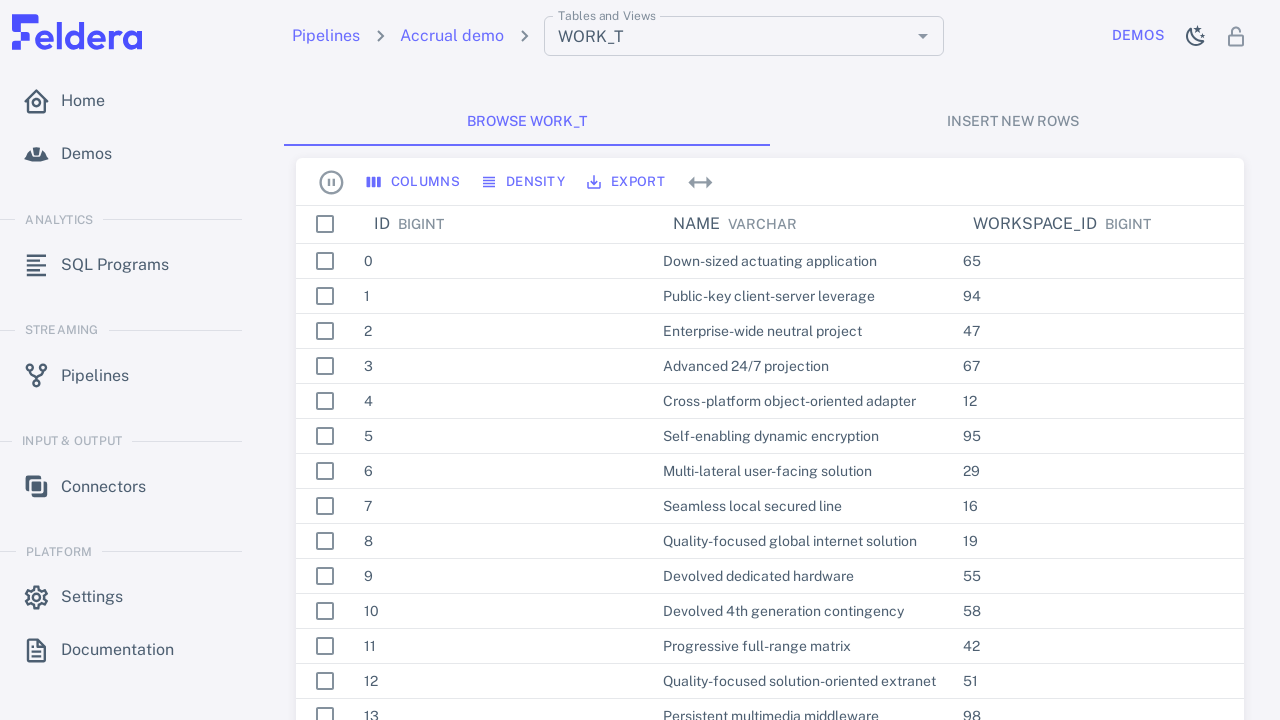 Feldera
Pipelines
Accrual demo
Tables and Views
WORK_T
DEMOS
Home
Demos
ANALYTICS
SQL Programs
STREAMING
Pipelines
INPUT & OUTPUT
Connectors
PLATFORM
Settings
Documentation
BROWSE WORK_T
INSERT NEW ROWS
COLUMNS
DENSITY
EXPORT
ID BIGINT NAME VARCHAR WORKSPACE_ID BIGINT
0 Down-sized actuating application 65
1 Public-key client-server leverage 94
2 Enterprise-wide neutral project 47
3 Advanced 24/7 projection 67
4 Cross-platform object-oriented adapter 12
5 Self-enabling dynamic encryption 95
6 Multi-lateral user-facing solution 29
7 Seamless local secured line 16
8 Quality-focused global internet solution 19
9 Devolved dedicated hardware 55
10 Devolved 4th generation contingency 58
11 Progressive full-range matrix 42
12 Quality-focused solution-oriented extranet 51
13 Persistent multimedia middleware 98